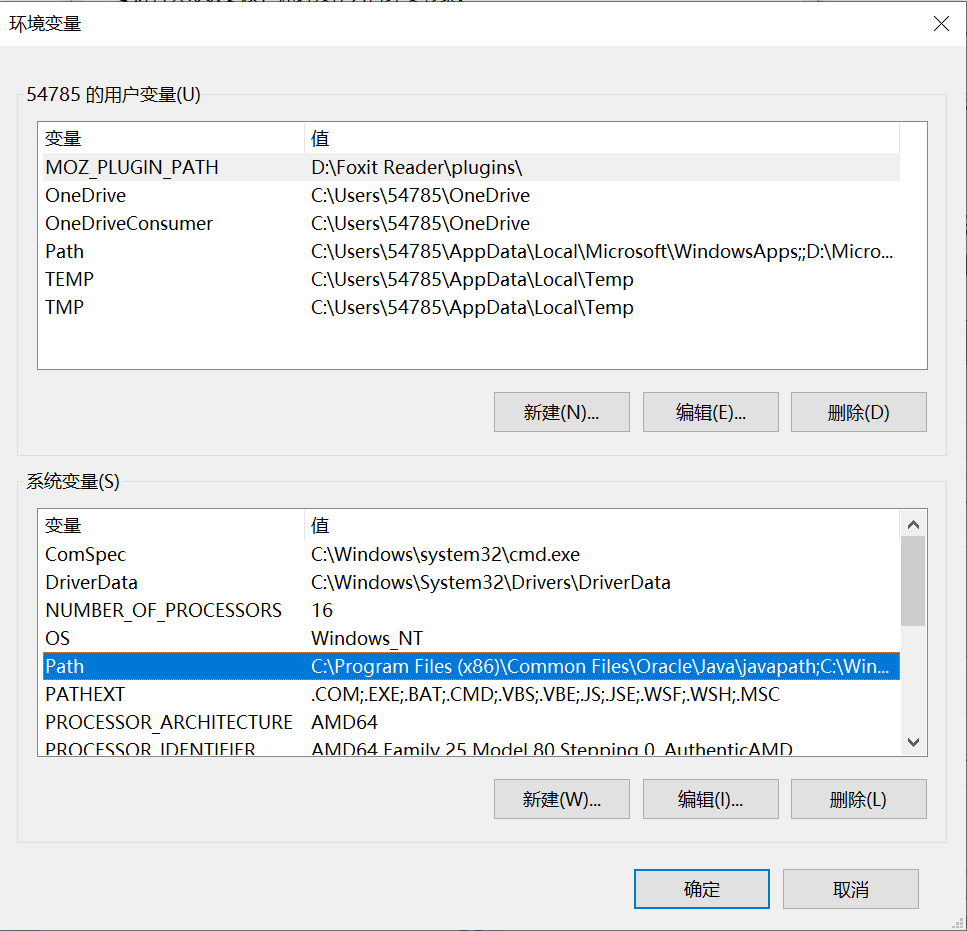 环境变量
54785 的用户变量(U)
变量 值
MOZ_PLUGIN_PATH D:\Foxit Reader\plugins\
OneDrive C:\Users\54785\OneDrive
OneDriveConsumer C:\Users\54785\OneDrive
Path C:\Users\54785\AppData\Local\Microsoft\WindowsApps;;D:\Micro...
TEMP C:\Users\54785\AppData\Local\Temp
TMP C:\Users\54785\AppData\Local\Temp
新建(N)... 编辑(E)... 删除(D)
系统变量(S)
变量 值
ComSpec C:\Windows\system32\cmd.exe
DriverData C:\Windows\System32\Drivers\DriverData
NUMBER_OF_PROCESSORS 16
OS Windows_NT
Path C:\Program Files (x86)\Common Files\Oracle\Java\javapath;C:\Win...
PATHEXT .COM;.EXE;.BAT;.CMD;.VBS;.VBE;.JS;.JSE;.WSF;.WSH;.MSC
PROCESSOR_ARCHITECTURE AMD64
PROCESSOR_IDENTIFIER AMD64 Family 25 Model 80 Stepping 0, AuthenticAMD
新建(W)... 编辑(I)... 删除(L)
确定 取消